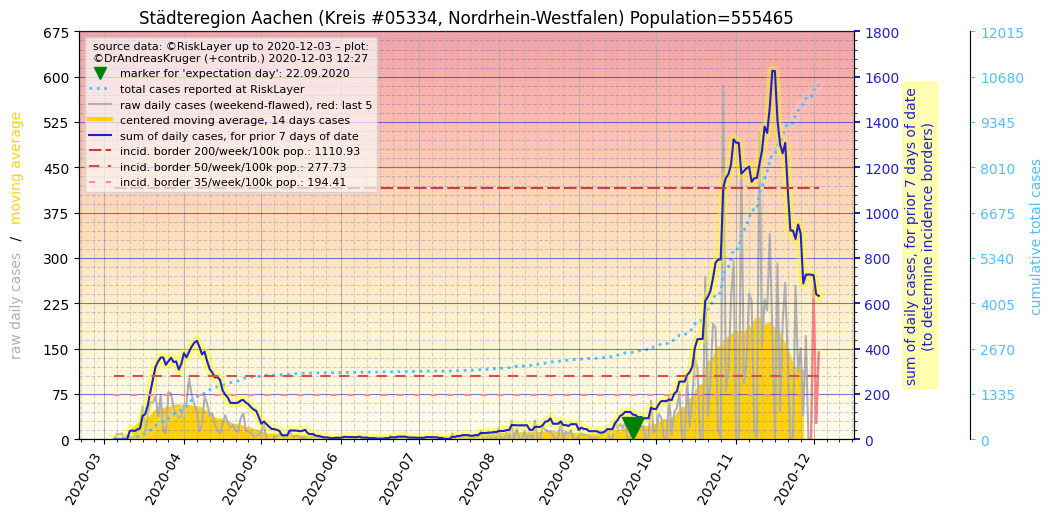 Städteregion Aachen (Kreis #05334, Nordrhein-Westfalen) Population=555465
source data: ©RiskLayer up to 2020-12-03 – plot:
©DrAndreasKruger (+contrib.) 2020-12-03 12:27
marker for 'expectation day': 22.09.2020
total cases reported at RiskLayer
raw daily cases (weekend-flawed), red: last 5
centered moving average, 14 days cases
sum of daily cases, for prior 7 days of date
incid. border 200/week/100k pop.: 1110.93
incid. border 50/week/100k pop.: 277.73
incid. border 35/week/100k pop.: 194.41
raw daily cases / moving average
675
600
525
450
375
300
225
150
75
0
2020-03
2020-04
2020-05
2020-06
2020-07
2020-08
2020-09
2020-10
2020-11
2020-12
1800
1600
1400
1200
1000
800
600
400
200
0
sum of daily cases, for prior 7 days of date
(to determine incidence borders)
12015
10680
9345
8010
6675
5340
4005
2670
1335
0
cumulative total cases